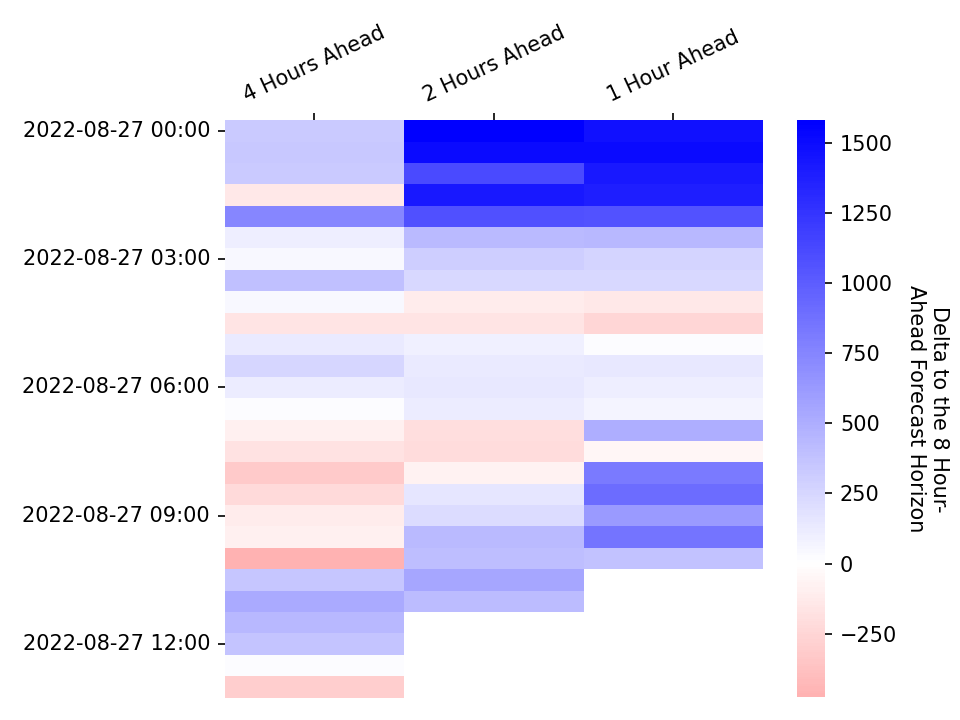 4 Hours Ahead
2 Hours Ahead
1 Hour Ahead
2022-08-27 00:00
2022-08-27 03:00
2022-08-27 06:00
2022-08-27 09:00
2022-08-27 12:00
1500
1250
1000
750
500
250
0
−250
Delta to the 8 Hour-
Ahead Forecast Horizon